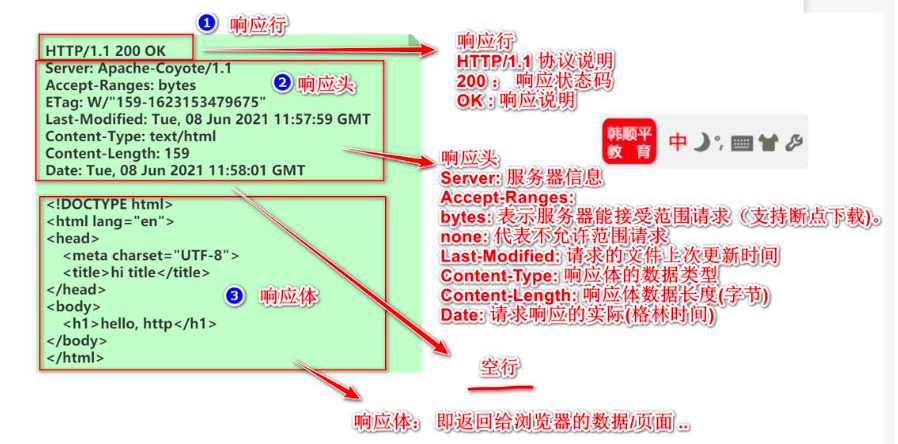 1 响应行
HTTP/1.1 200 OK
Server: Apache-Coyote/1.1
Accept-Ranges: bytes
ETag: W/"159-1623153479675"
Last-Modified: Tue, 08 Jun 2021 11:57:59 GMT
Content-Type: text/html
Content-Length: 159
Date: Tue, 08 Jun 2021 11:58:01 GMT
2 响应头
<!DOCTYPE html>
<html lang="en">
<head>
<meta charset="UTF-8">
<title>hi title</title>
</head>
<body>
<h1>hello, http</h1>
</body>
</html>
3 响应体
响应行
HTTP/1.1 协议说明
200 : 响应状态码
OK : 响应说明
韩顺平
教 育
中
响应头
Server: 服务器信息
Accept-Ranges:
bytes: 表示服务器能接受范围请求（支持断点下载)。
none: 代表不允许范围请求
Last-Modified: 请求的文件上次更新时间
Content-Type: 响应体的数据类型
Content-Length: 响应体数据长度(字节)
Date: 请求响应的实际(格林时间)
空行
响应体： 即返回给浏览器的数据/页面 ..